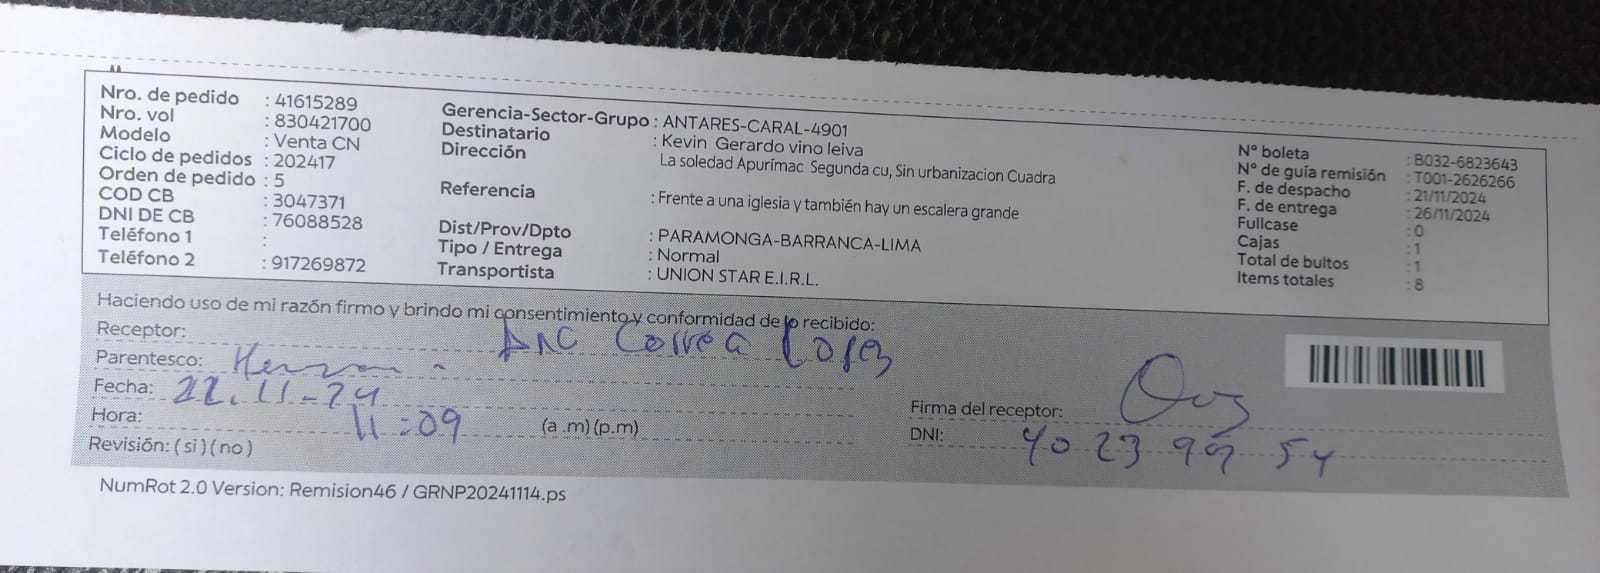 Nro. de pedido : 41615289
Nro. vol : 830421700
Modelo : Venta CN
Ciclo de pedidos : 202417
Orden de pedido : 5
COD CB : 3047371
DNI DE CB : 76088528
Teléfono 1 :
Teléfono 2 : 917269872
Gerencia-Sector-Grupo : ANTARES-CARAL-4901
Destinatario : Kevin Gerardo vino leiva
Dirección La soledad Apurímac Segunda cu, Sin urbanizacion Cuadra
Referencia : Frente a una iglesia y también hay un escalera grande
Dist/Prov/Dpto : PARAMONGA-BARRANCA-LIMA
Tipo / Entrega : Normal
Transportista : UNION STAR E.I.R.L.
N° boleta : B032-6823643
N° de guía remisión : T001-2626266
F. de despacho : 21/11/2024
F. de entrega : 26/11/2024
Fullcase : 0
Cajas : 1
Total de bultos : 1
Items totales : 8
Haciendo uso de mi razón firmo y brindo mi consentimiento y conformidad de lo recibido:
Receptor: Correa
Parentesco:
Fecha: 22.11-24
Hora: 11:09 (a .m) (p.m)
Revisión: ( si ) ( no )
Firma del receptor:
DNI: 40 23 99 54
NumRot 2.0 Version: Remision46 / GRNP20241114.ps